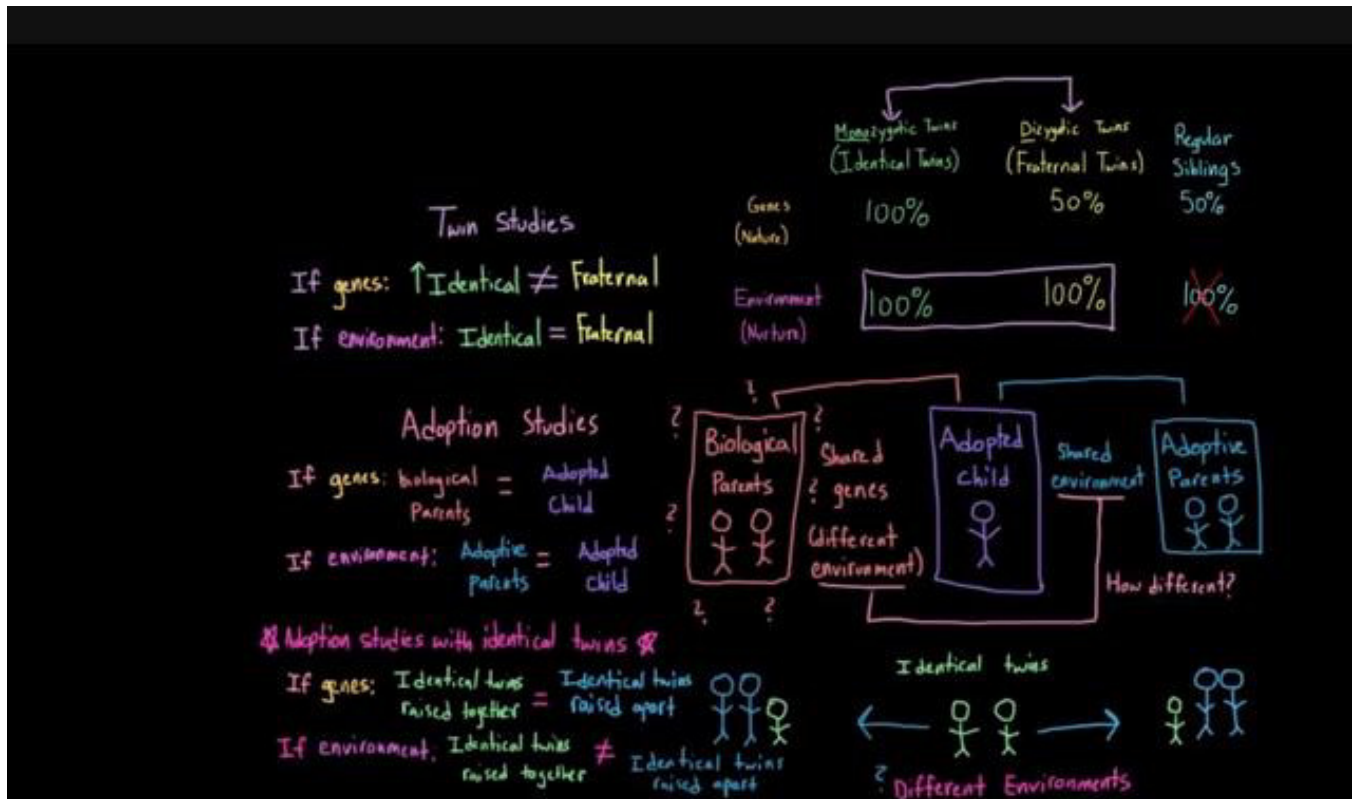 Monozygotic Twins
(Identical Twins)
Dizygotic Twins
(Fraternal Twins)
Regular
Siblings
Genes
(Nature)
100%
50%
50%
Environment
(Nurture)
100%
100%
100%
Twin Studies
If genes: ↑Identical ≠ Fraternal
If environment: Identical = Fraternal
Adoption Studies
If genes: biological = Adopted
Parents Child
If environment: Adoptive = Adopted
parents Child
?
?
?
?
?
?
Biological
Parents
Shared
? genes
(different
environment)
Adopted
Child
Shared
environment
Adoptive
Parents
How different?
Adoption studies with identical twins
If genes: Identical twins = Identical twins
raised together raised apart
If environment: Identical twins ≠ Identical twins
raised together raised apart
Identical twins
? Different Environments